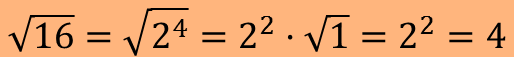 √16 = √2⁴ = 2² · √1 = 2² = 4